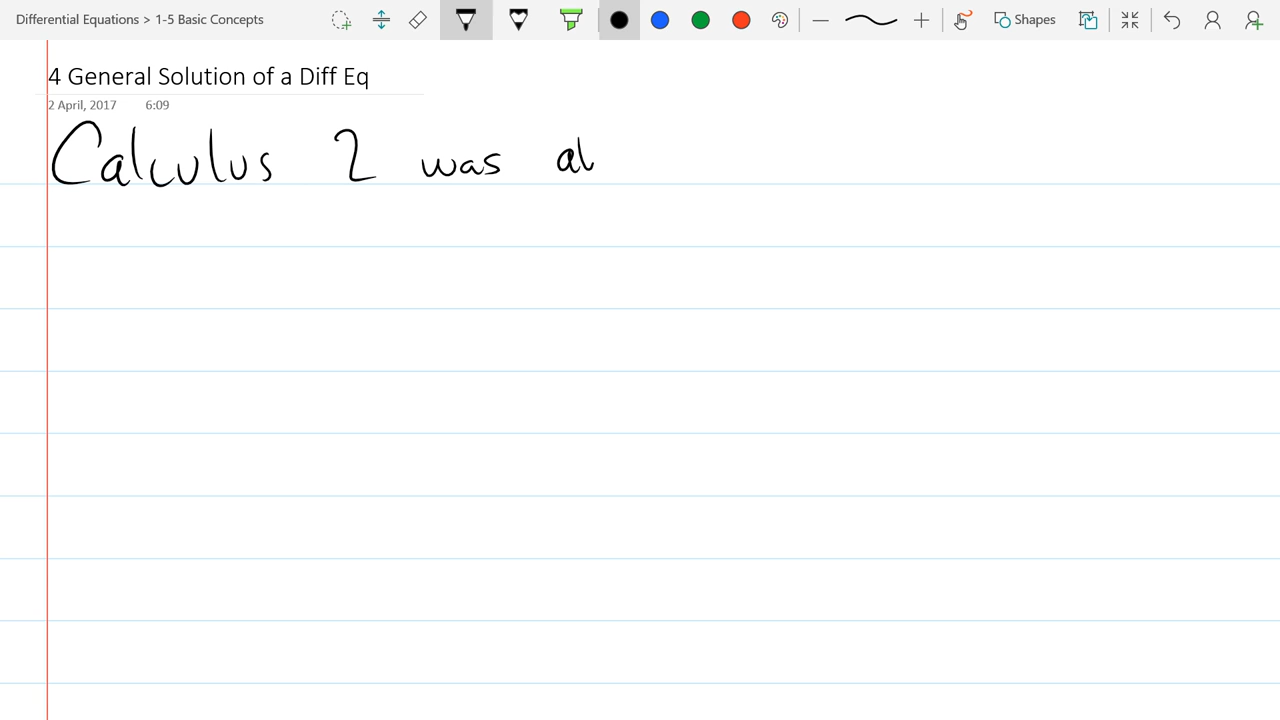 Differential Equations > 1-5 Basic Concepts
Shapes
4 General Solution of a Diff Eq
2 April, 2017 6:09
Calculus 2 was al